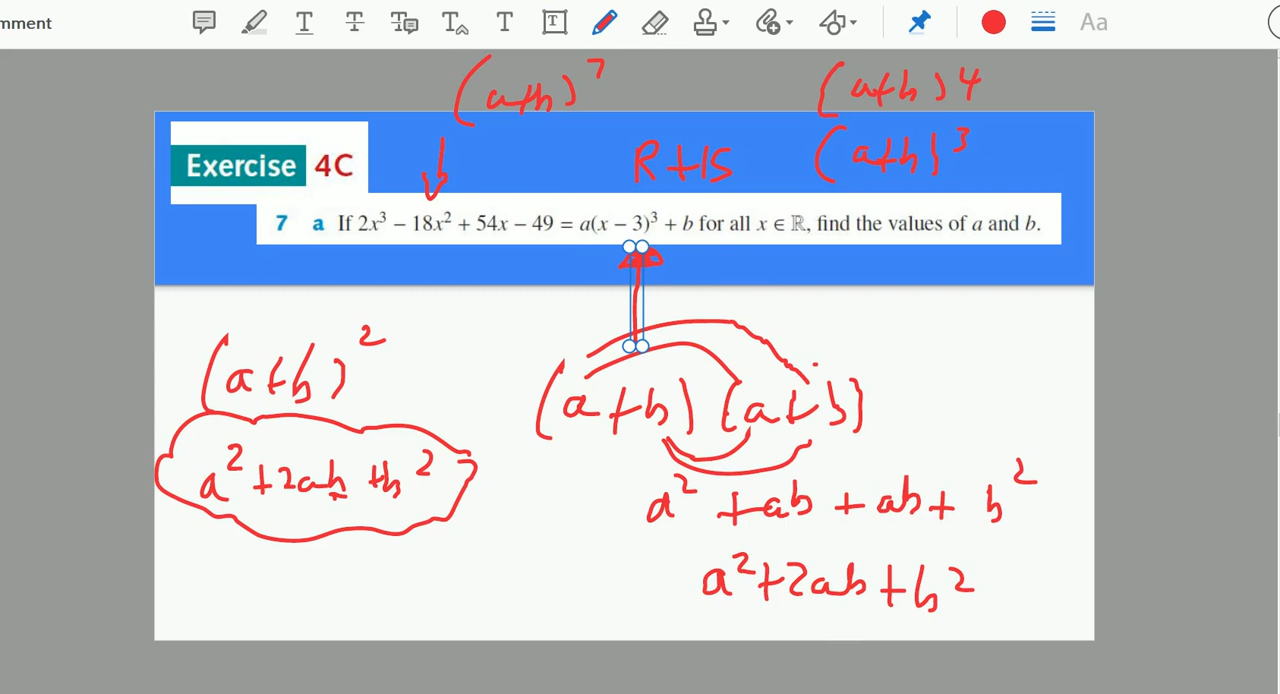 mment
Aa
(a+b)^7
(a+b)^4
(a+b)^3
R+1S
Exercise 4C
7 a If 2x³ − 18x² + 54x − 49 = a(x − 3)³ + b for all x ∈ ℝ, find the values of a and b.
(a+b)²
(a+b)(a+b)
a²+2ab+b²
a²+ab+ab+b²
a²+2ab+b²